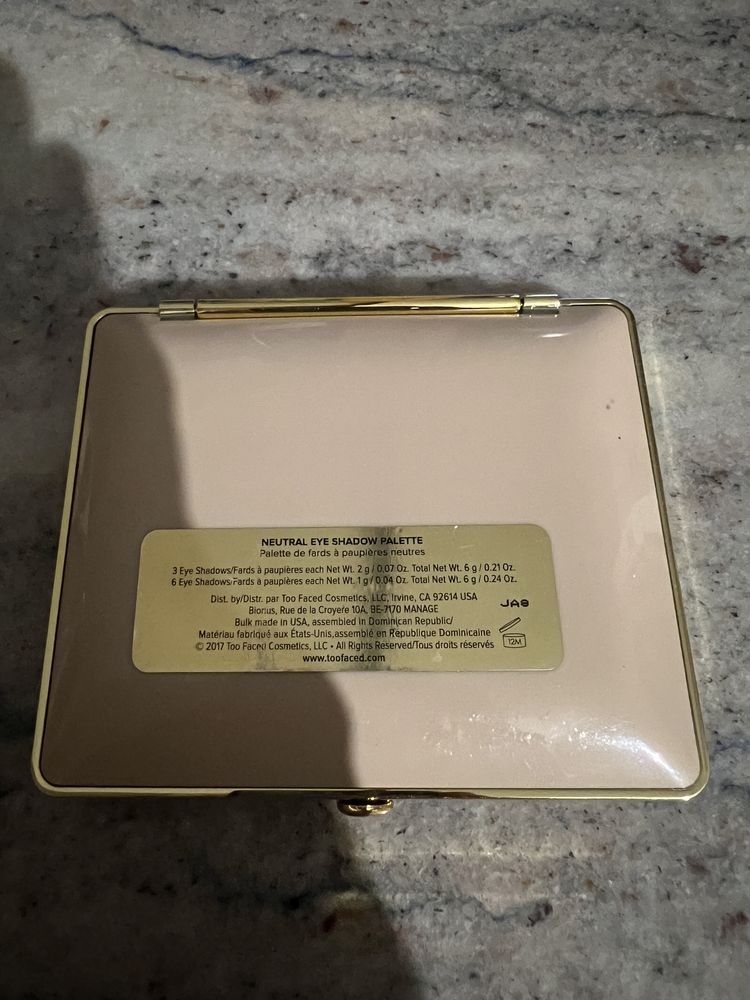 NEUTRAL EYE SHADOW PALETTE
Palette de fards à paupières neutres
3 Eye Shadows/Fards à paupières each Net Wt. 2 g / 0.07 Oz. Total Net Wt. 6 g / 0.21 Oz.
6 Eye Shadows/Fards à paupières each Net Wt. 1 g / 0.04 Oz. Total Net Wt. 6 g / 0.24 Oz.
Dist. by/Distr. par Too Faced Cosmetics, LLC, Irvine, CA 92614 USA
Biorius, Rue de la Croyère 10A, BE-7170 MANAGE
Bulk made in USA, assembled in Dominican Republic/
Matériau fabriqué aux États-Unis,assemblé en République Dominicaine
© 2017 Too Faced Cosmetics, LLC • All Rights Reserved/Tous droits réservés
www.toofaced.com
JA8
12M